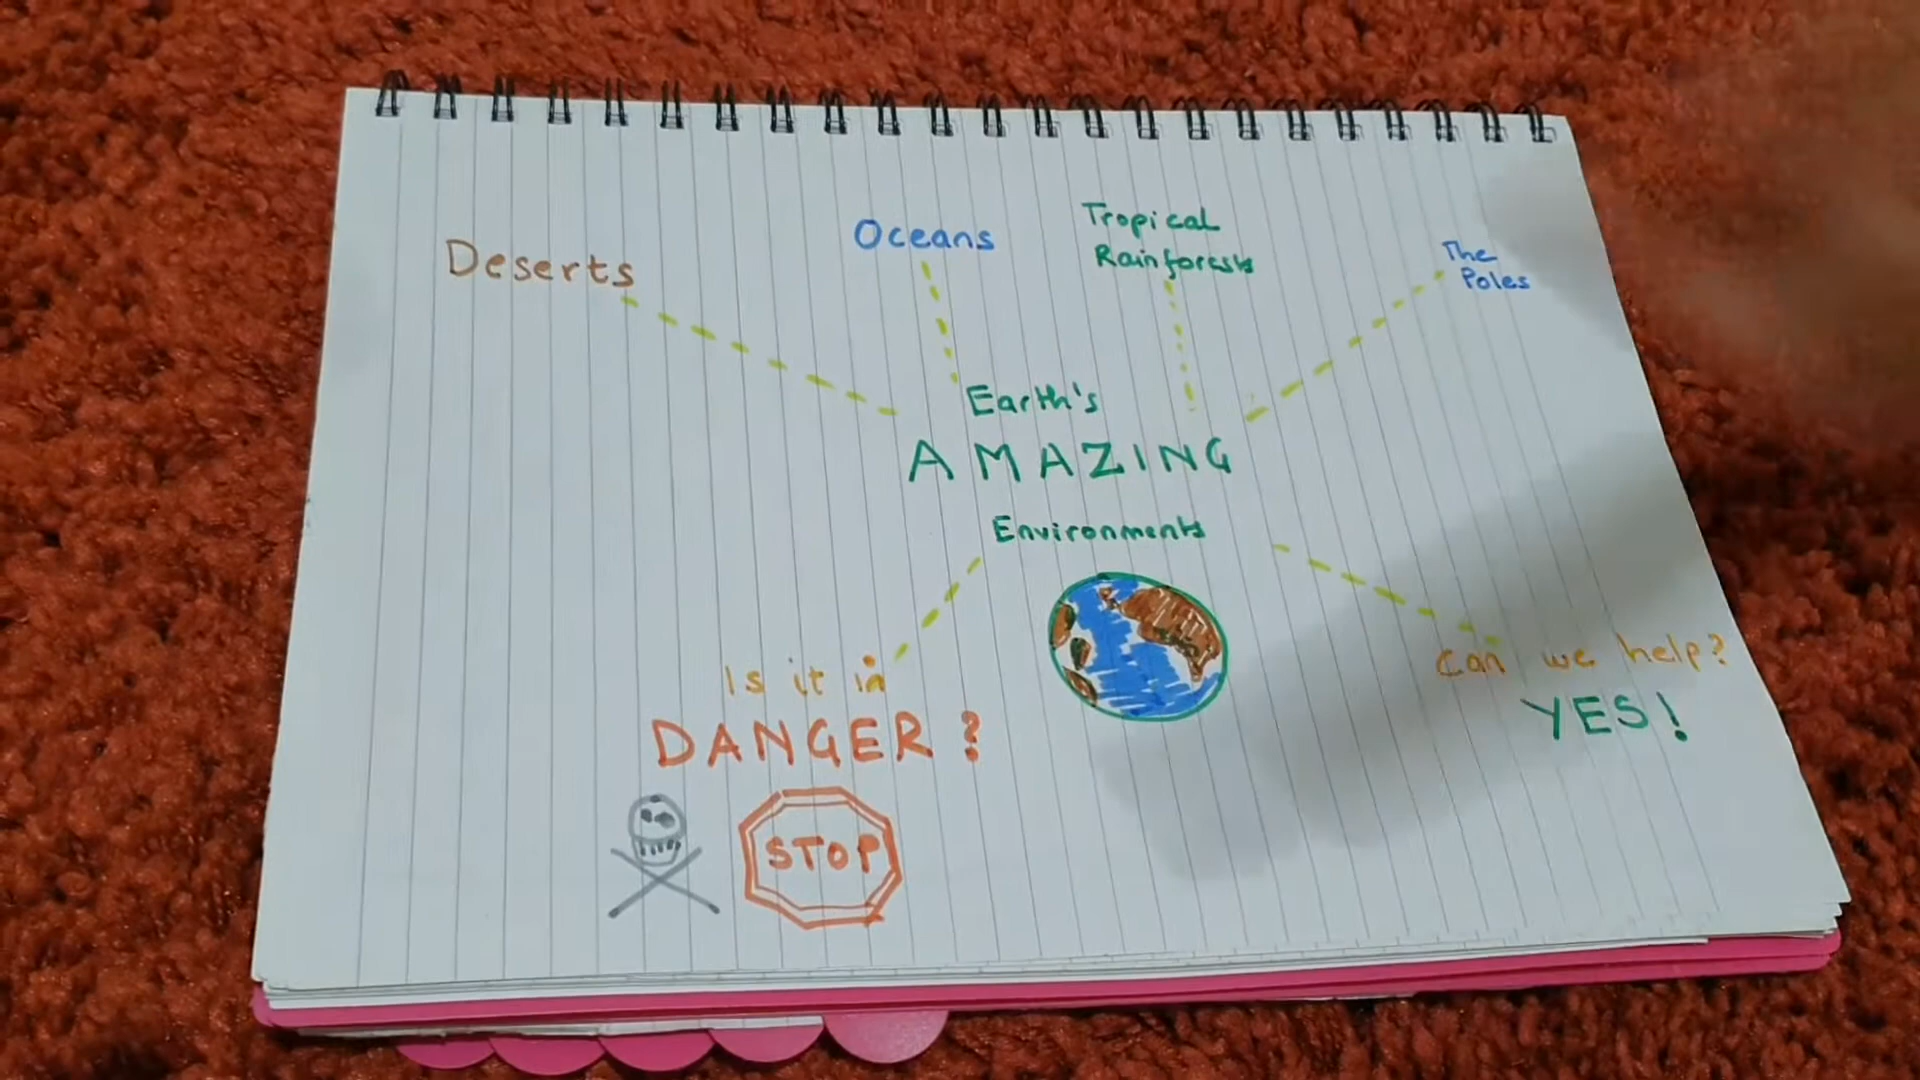 Deserts
Oceans
Tropical
Rainforests
The
Poles
Earth's
AMAZING
Environments
Is it in
DANGER?
STOP
Can we help?
YES!